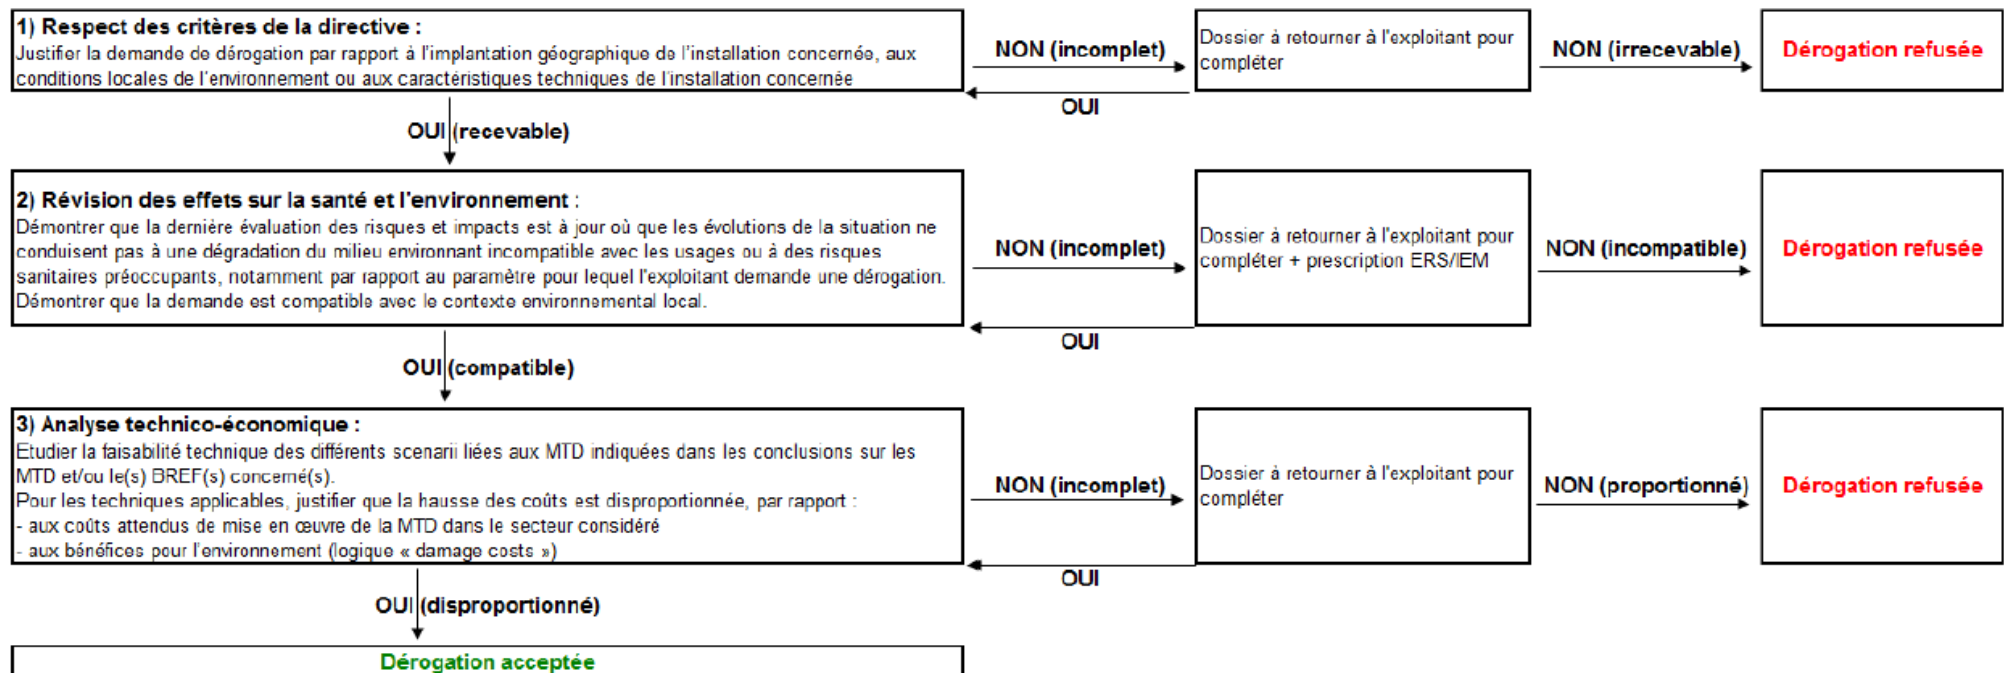 1) Respect des critères de la directive :
Justifier la demande de dérogation par rapport à l'implantation géographique de l'installation concernée, aux
conditions locales de l'environnement ou aux caractéristiques techniques de l'installation concernée
NON (incomplet)
Dossier à retourner à l'exploitant pour
compléter
NON (irrecevable)
Dérogation refusée
OUI
OUI (recevable)
2) Révision des effets sur la santé et l'environnement :
Démontrer que la dernière évaluation des risques et impacts est à jour où que les évolutions de la situation ne
conduisent pas à une dégradation du milieu environnant incompatible avec les usages ou à des risques
sanitaires préoccupants, notamment par rapport au paramètre pour lequel l'exploitant demande une dérogation.
Démontrer que la demande est compatible avec le contexte environnemental local.
NON (incomplet)
Dossier à retourner à l'exploitant pour
compléter + prescription ERS/IEM
NON (incompatible)
Dérogation refusée
OUI
OUI (compatible)
3) Analyse technico-économique :
Etudier la faisabilité technique des différents scenarii liées aux MTD indiquées dans les conclusions sur les
MTD et/ou le(s) BREF(s) concerné(s).
Pour les techniques applicables, justifier que la hausse des coûts est disproportionnée, par rapport :
- aux coûts attendus de mise en œuvre de la MTD dans le secteur considéré
- aux bénéfices pour l'environnement (logique « damage costs »)
NON (incomplet)
Dossier à retourner à l'exploitant pour
compléter
NON (proportionné)
Dérogation refusée
OUI
OUI (disproportionné)
Dérogation acceptée